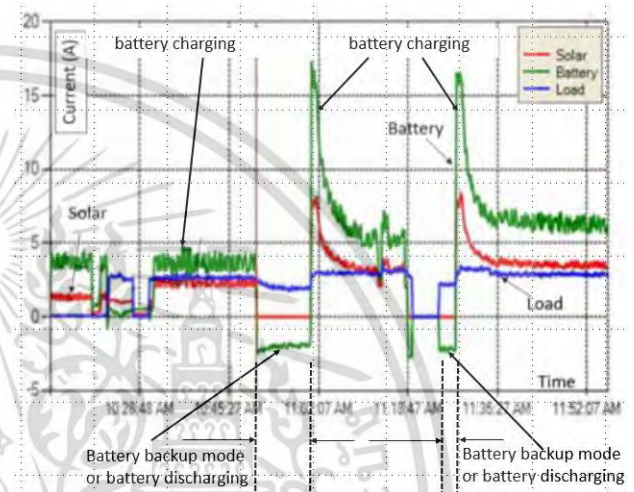 20
15
10
5
0
-5
Current (A)
battery charging
battery charging
Solar
Battery
Load
Battery
Solar
Load
Time
10:28:48 AM
10:45:27 AM
11:02:07 AM
11:18:47 AM
11:35:27 AM
11:52:07 AM
Battery backup mode
or battery discharging
Battery backup mode
or battery discharging